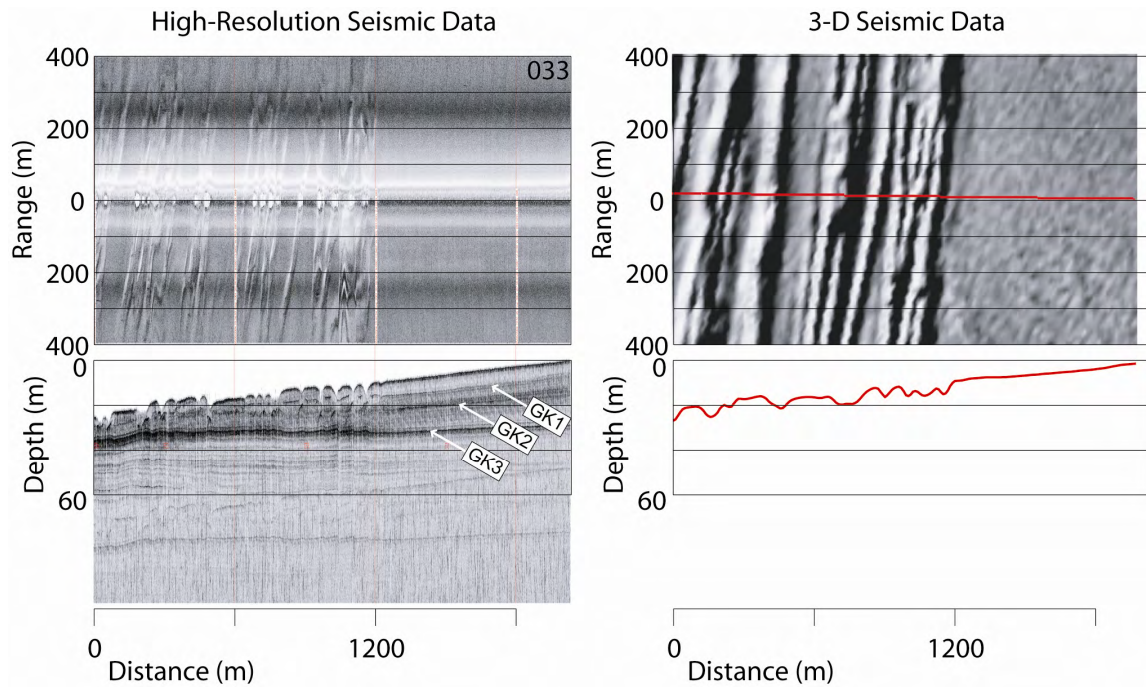 High-Resolution Seismic Data
3-D Seismic Data
400
200
0
200
400
Range (m)
033
400
200
0
200
400
Range (m)
0
60
Depth (m)
GK1
GK2
GK3
0
60
Depth (m)
0
1200
Distance (m)
0
1200
Distance (m)